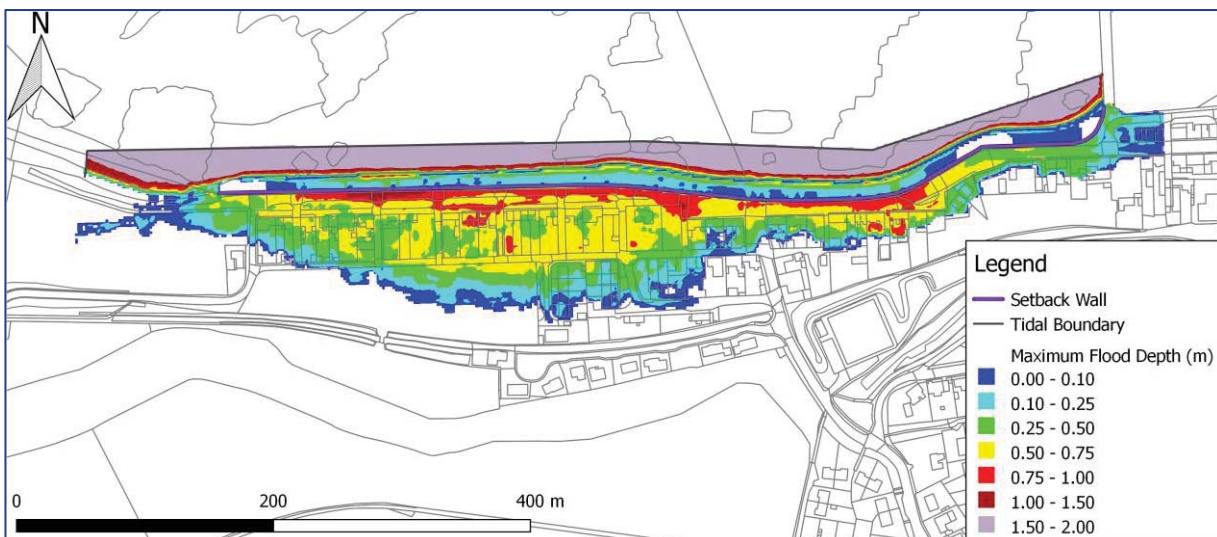 N
Legend
Setback Wall
Tidal Boundary
Maximum Flood Depth (m)
0.00 - 0.10
0.10 - 0.25
0.25 - 0.50
0.50 - 0.75
0.75 - 1.00
1.00 - 1.50
1.50 - 2.00
0 200 400 m